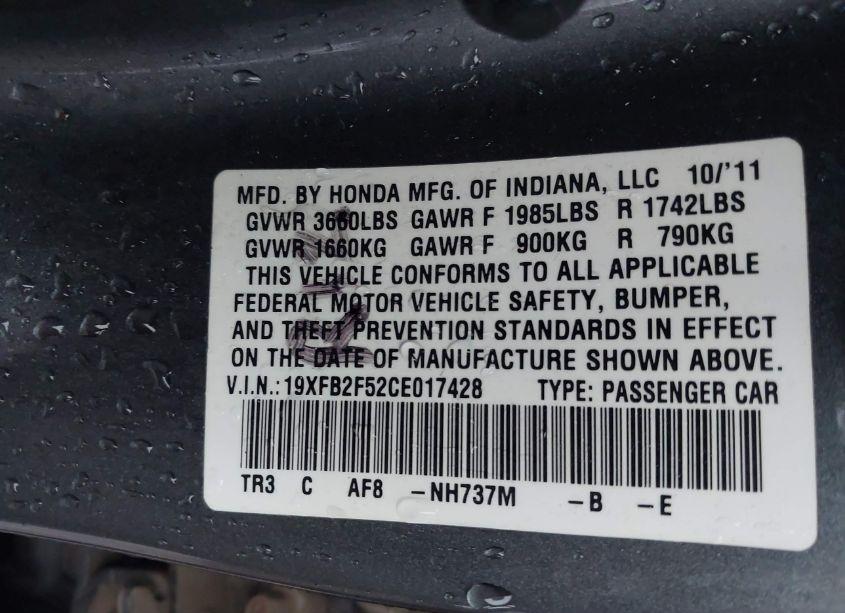 MFD. BY HONDA MFG. OF INDIANA, LLC 10/'11
GVWR 3660LBS GAWR F 1985LBS R 1742LBS
GVWR 1660KG GAWR F 900KG R 790KG
THIS VEHICLE CONFORMS TO ALL APPLICABLE
FEDERAL MOTOR VEHICLE SAFETY, BUMPER,
AND THEFT PREVENTION STANDARDS IN EFFECT
ON THE DATE OF MANUFACTURE SHOWN ABOVE.
V.I.N.:19XFB2F52CE017428 TYPE: PASSENGER CAR
TR3 C AF8 -NH737M -B -E